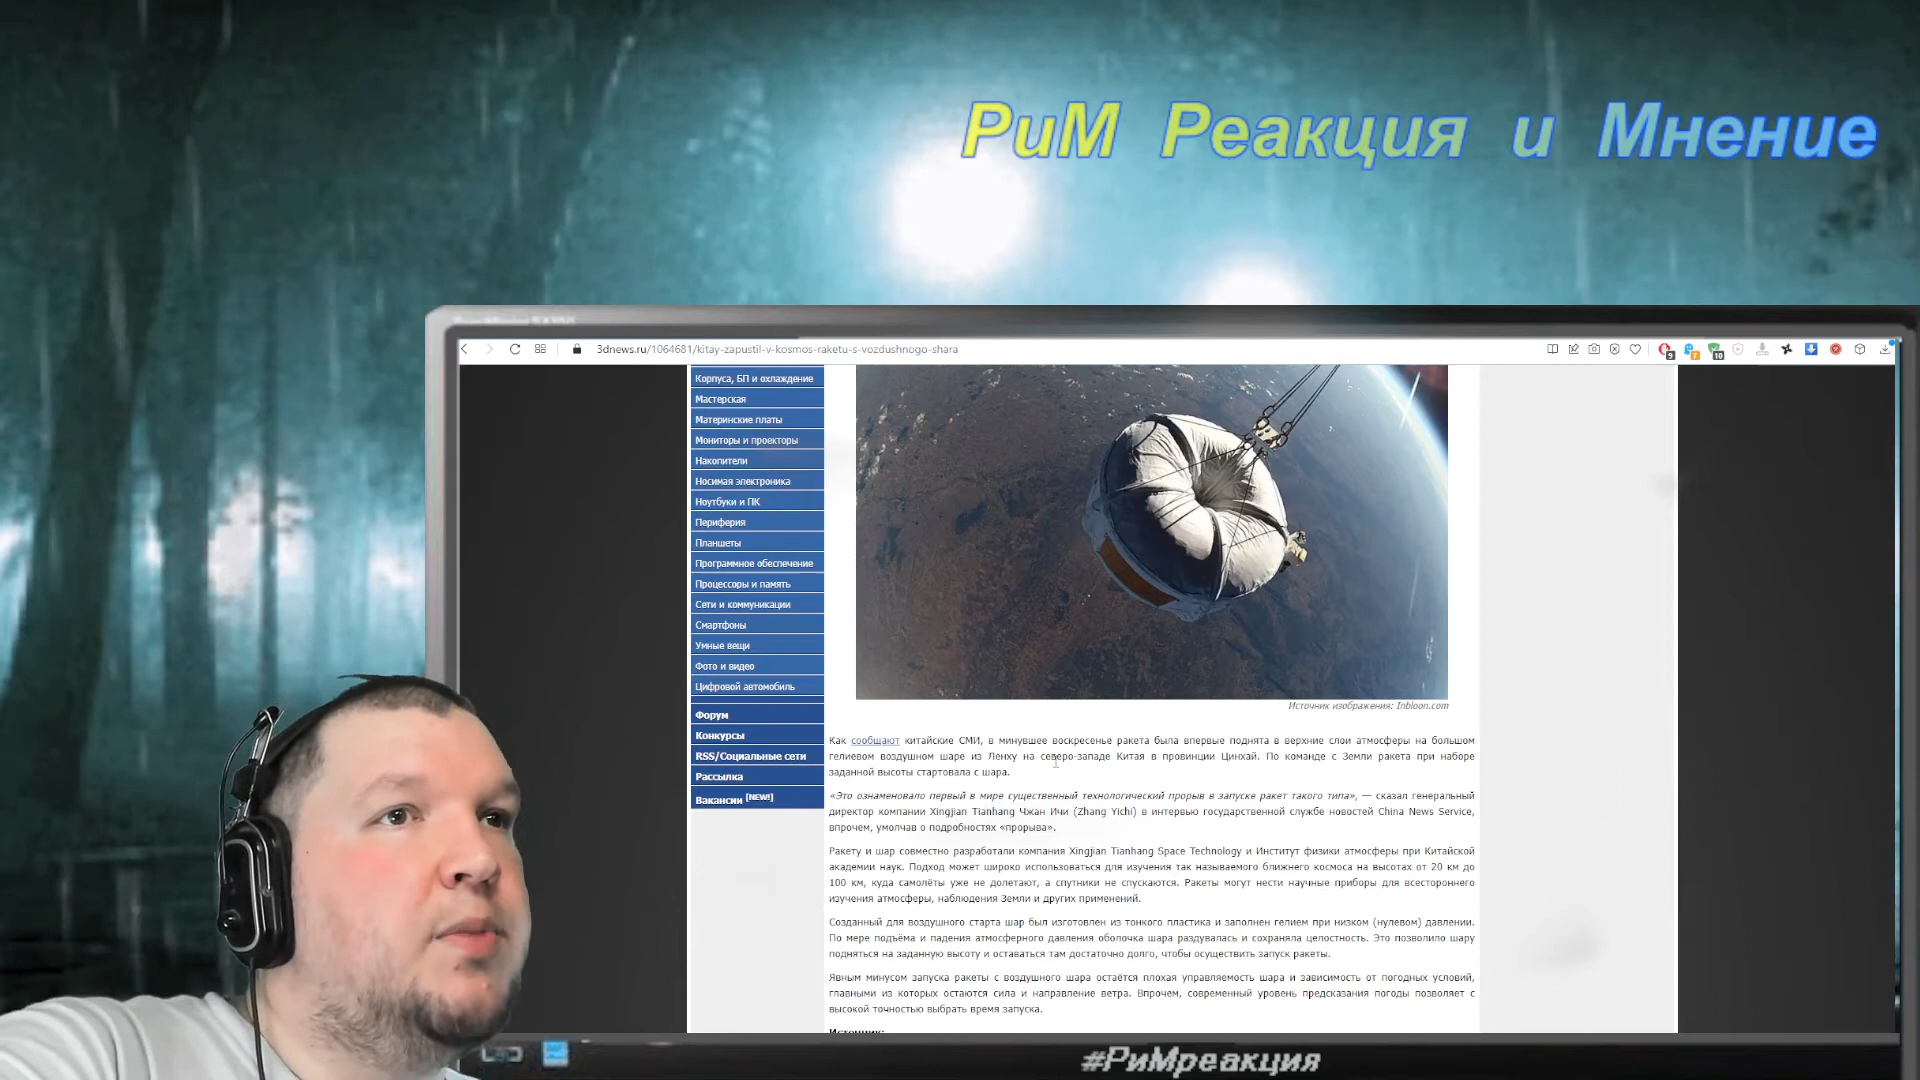 РиМ Реакция и Мнение
3dnews.ru/1064681/kitay-zapustil-v-kosmos-raketu-s-vozdushnogo-shara
9
7
10
Корпуса, БП и охлаждение
Мастерская
Материнские платы
Мониторы и проекторы
Накопители
Носимая электроника
Ноутбуки и ПК
Периферия
Планшеты
Программное обеспечение
Процессоры и память
Сети и коммуникации
Смартфоны
Умные вещи
Фото и видео
Цифровой автомобиль
Форум
Конкурсы
RSS/Социальные сети
Рассылка
Вакансии [NEW!]
Источник изображения: Inbloon.com
Как сообщают китайские СМИ, в минувшее воскресенье ракета была впервые поднята в верхние слои атмосферы на большом
гелиевом воздушном шаре из Ленху на северо-западе Китая в провинции Цинхай. По команде с Земли ракета при наборе
заданной высоты стартовала с шара.
«Это ознаменовало первый в мире существенный технологический прорыв в запуске ракет такого типа», — сказал генеральный
директор компании Xingjian Tianhang Чжан Ичи (Zhang Yichi) в интервью государственной службе новостей China News Service,
впрочем, умолчав о подробностях «прорыва».
Ракету и шар совместно разработали компания Xingjian Tianhang Space Technology и Институт физики атмосферы при Китайской
академии наук. Подход может широко использоваться для изучения так называемого ближнего космоса на высотах от 20 км до
100 км, куда самолёты уже не долетают, а спутники не спускаются. Ракеты могут нести научные приборы для всестороннего
изучения атмосферы, наблюдения Земли и других применений.
Созданный для воздушного старта шар был изготовлен из тонкого пластика и заполнен гелием при низком (нулевом) давлении.
По мере подъёма и падения атмосферного давления оболочка шара раздувалась и сохраняла целостность. Это позволило шару
подняться на заданную высоту и оставаться там достаточно долго, чтобы осуществить запуск ракеты.
Явным минусом запуска ракеты с воздушного шара остаётся плохая управляемость шара и зависимость от погодных условий,
главными из которых остаются сила и направление ветра. Впрочем, современный уровень предсказания погоды позволяет с
высокой точностью выбрать время запуска.
Источник:
#РиМреакция